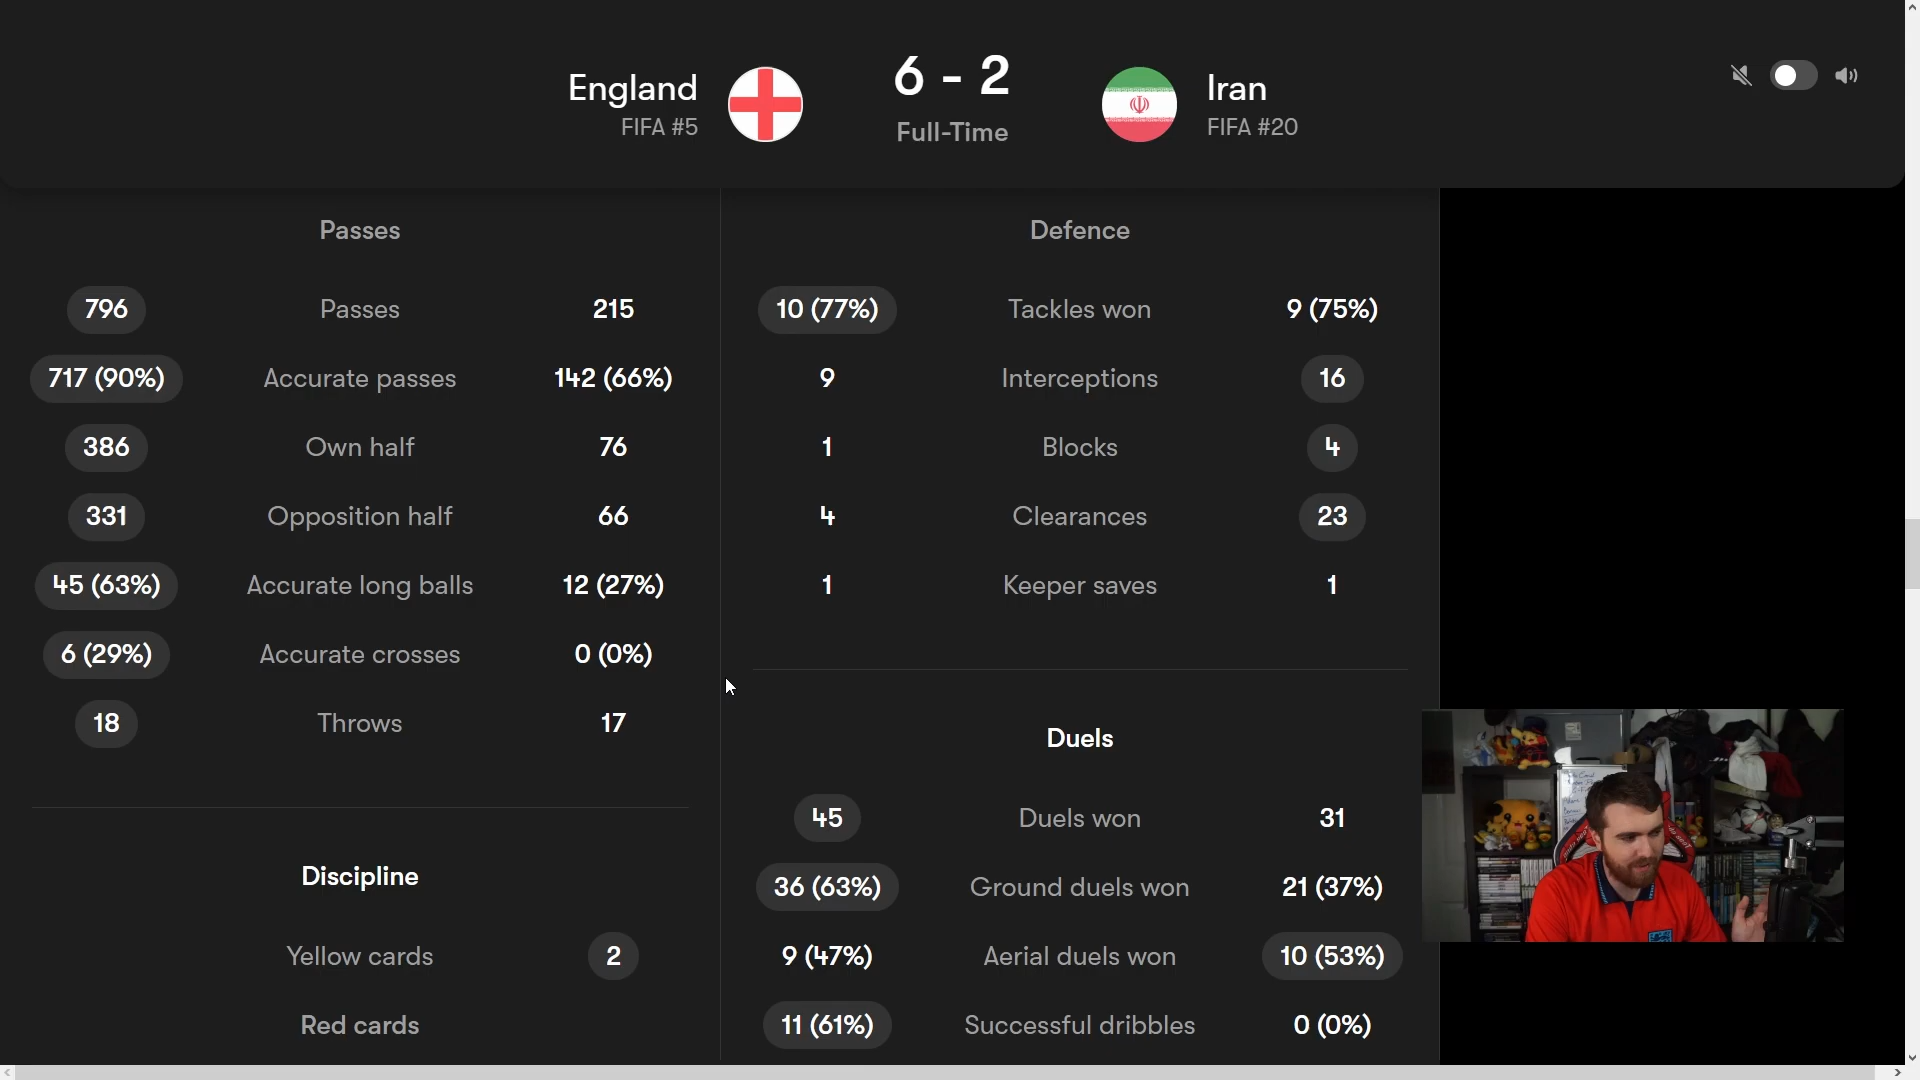 England
FIFA #5
6 - 2
Full-Time
Iran
FIFA #20
Passes
796 Passes 215
717 (90%) Accurate passes 142 (66%)
386 Own half 76
331 Opposition half 66
45 (63%) Accurate long balls 12 (27%)
6 (29%) Accurate crosses 0 (0%)
18 Throws 17
Discipline
Yellow cards 2
Red cards
Defence
10 (77%) Tackles won 9 (75%)
9 Interceptions 16
1 Blocks 4
4 Clearances 23
1 Keeper saves 1
Duels
45 Duels won 31
36 (63%) Ground duels won 21 (37%)
9 (47%) Aerial duels won 10 (53%)
11 (61%) Successful dribbles 0 (0%)